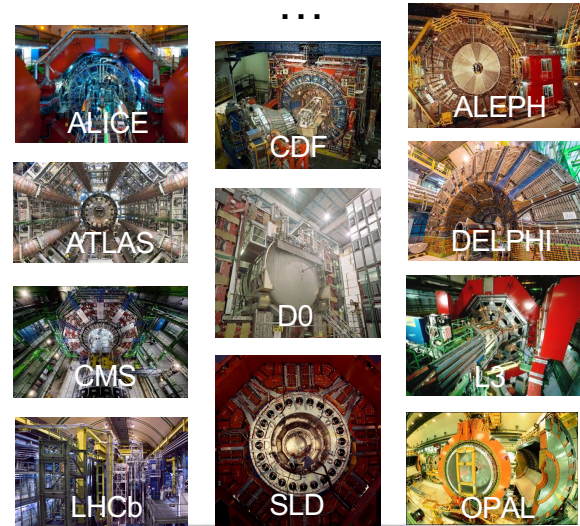 ...
ALICE
ATLAS
CMS
LHCb
CDF
D0
SLD
ALEPH
DELPHI
L3
OPAL